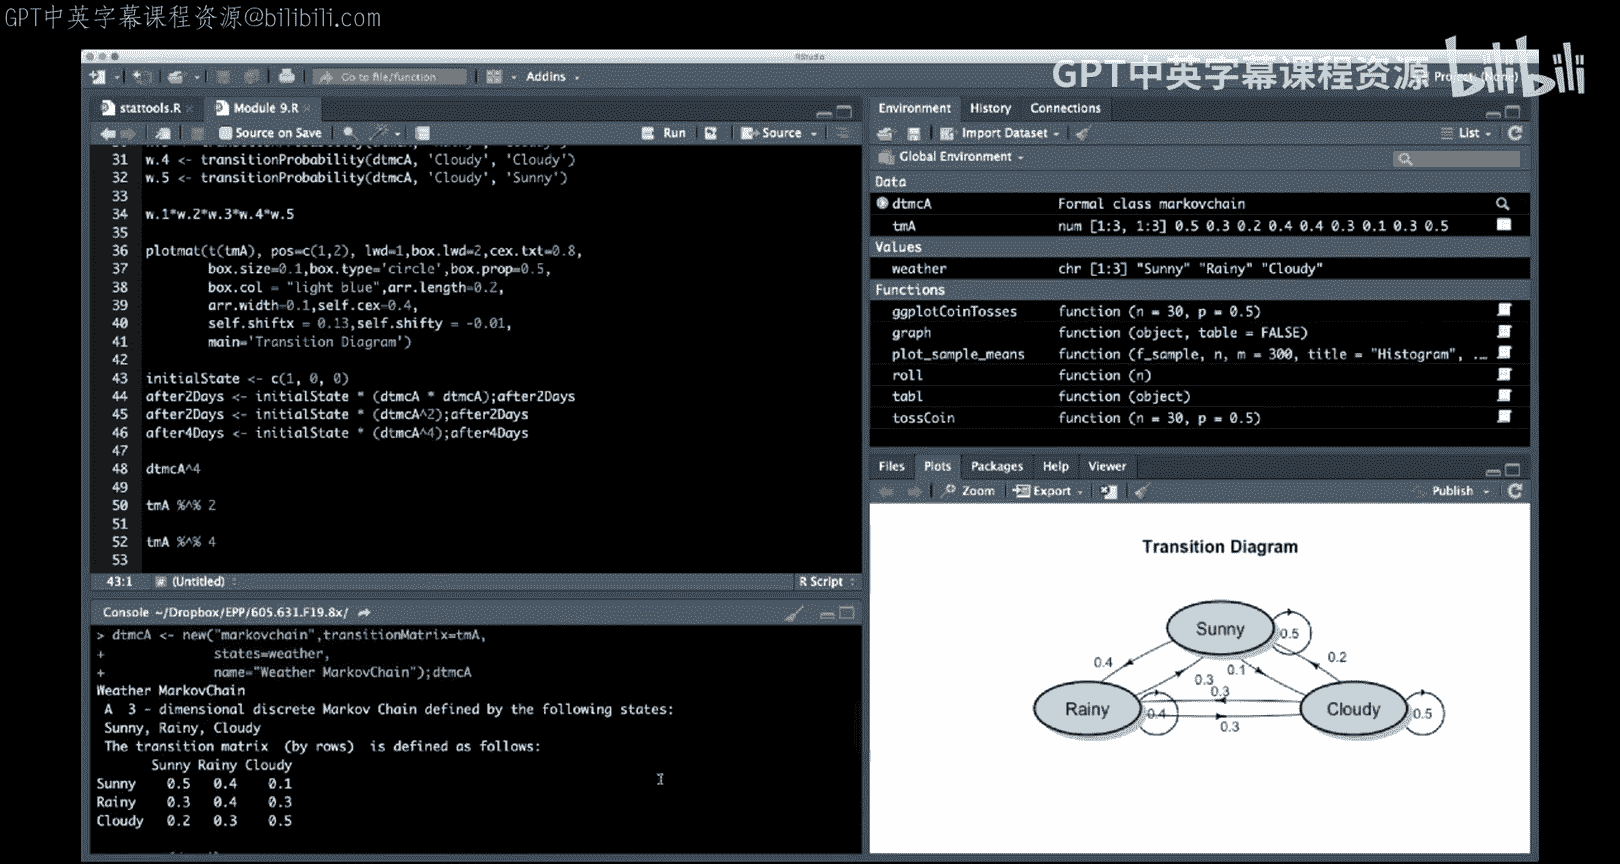 GPT中英字幕课程资源@bilibili.com
RStudio
GPT中英字幕课程资源 bilibili
Go to file/function Addins
Project: (None)
stattools.R Module 9.R
Source on Save Run Source
31 w.4 <- transitionProbability(dtmcA, 'Cloudy', 'Cloudy')
32 w.5 <- transitionProbability(dtmcA, 'Cloudy', 'Sunny')
33
34 w.1*w.2*w.3*w.4*w.5
35
36 plotmat(t(tmA), pos=c(1,2), lwd=1,box.lwd=2,cex.txt=0.8,
37 box.size=0.1,box.type='circle',box.prop=0.5,
38 box.col = "light blue",arr.length=0.2,
39 arr.width=0.1,self.cex=0.4,
40 self.shiftx = 0.13,self.shifty = -0.01,
41 main='Transition Diagram')
42
43 initialState <- c(1, 0, 0)
44 after2Days <- initialState * (dtmcA * dtmcA);after2Days
45 after2Days <- initialState * (dtmcA^2);after2Days
46 after4Days <- initialState * (dtmcA^4);after4Days
47
48 dtmcA^4
49
50 tmA %^% 2
51
52 tmA %^% 4
53
43:1 # (Untitled) R Script
Console ~/Dropbox/EPP/605.631.F19.8x/
> dtmcA <- new("markovchain",transitionMatrix=tmA,
+ states=weather,
+ name="Weather MarkovChain");dtmcA
Weather MarkovChain
A 3 - dimensional discrete Markov Chain defined by the following states:
Sunny, Rainy, Cloudy
The transition matrix (by rows) is defined as follows:
Sunny Rainy Cloudy
Sunny 0.5 0.4 0.1
Rainy 0.3 0.4 0.3
Cloudy 0.2 0.3 0.5
Environment History Connections
Import Dataset List
Global Environment
Data
dtmcA Formal class markovchain
tmA num [1:3, 1:3] 0.5 0.3 0.2 0.4 0.4 0.3 0.1 0.3 0.5
Values
weather chr [1:3] "Sunny" "Rainy" "Cloudy"
Functions
ggplotCoinTosses function (n = 30, p = 0.5)
graph function (object, table = FALSE)
plot_sample_means function (f_sample, n, m = 300, title = "Histogram", ...
roll function (n)
tabl function (object)
tossCoin function (n = 30, p = 0.5)
Files Plots Packages Help Viewer
Zoom Export Publish
Transition Diagram
Sunny 0.5
0.4 0.3 0.1 0.2
0.3
Rainy 0.4 Cloudy 0.5
0.3